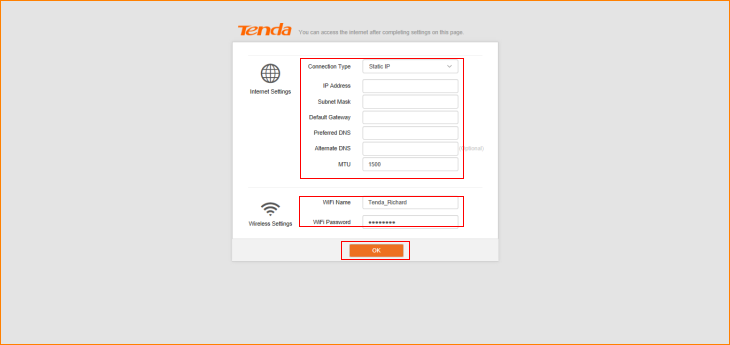 Tenda You can access the internet after completing settings on this page.
Connection Type Static IP
Internet Settings
IP Address
Subnet Mask
Default Gateway
Preferred DNS
Alternate DNS (Optional)
MTU 1500
WiFi Name Tenda_Richard
Wireless Settings
WiFi Password ••••••••
OK